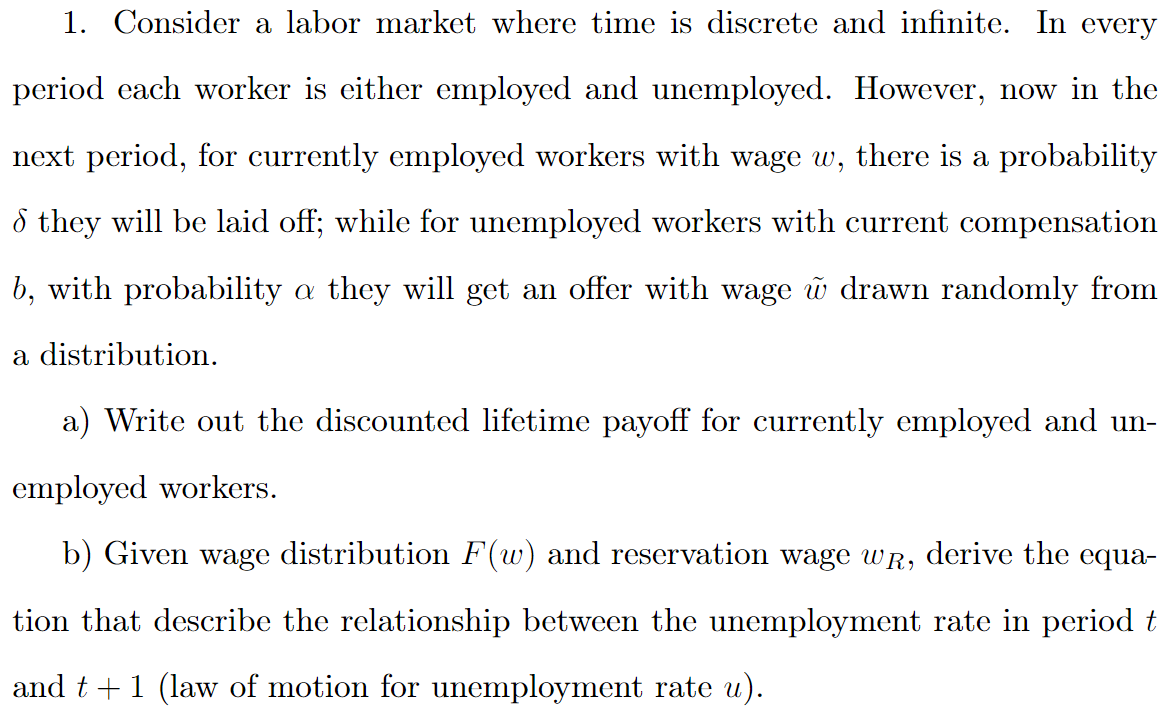 1. Consider a labor market where time is discrete and infinite. In every
period each worker is either employed and unemployed. However, now in the
next period, for currently employed workers with wage w, there is a probability
δ they will be laid off; while for unemployed workers with current compensation
b, with probability α they will get an offer with wage w̃ drawn randomly from
a distribution.
a) Write out the discounted lifetime payoff for currently employed and un-
employed workers.
b) Given wage distribution F(w) and reservation wage w_R, derive the equa-
tion that describe the relationship between the unemployment rate in period t
and t + 1 (law of motion for unemployment rate u).